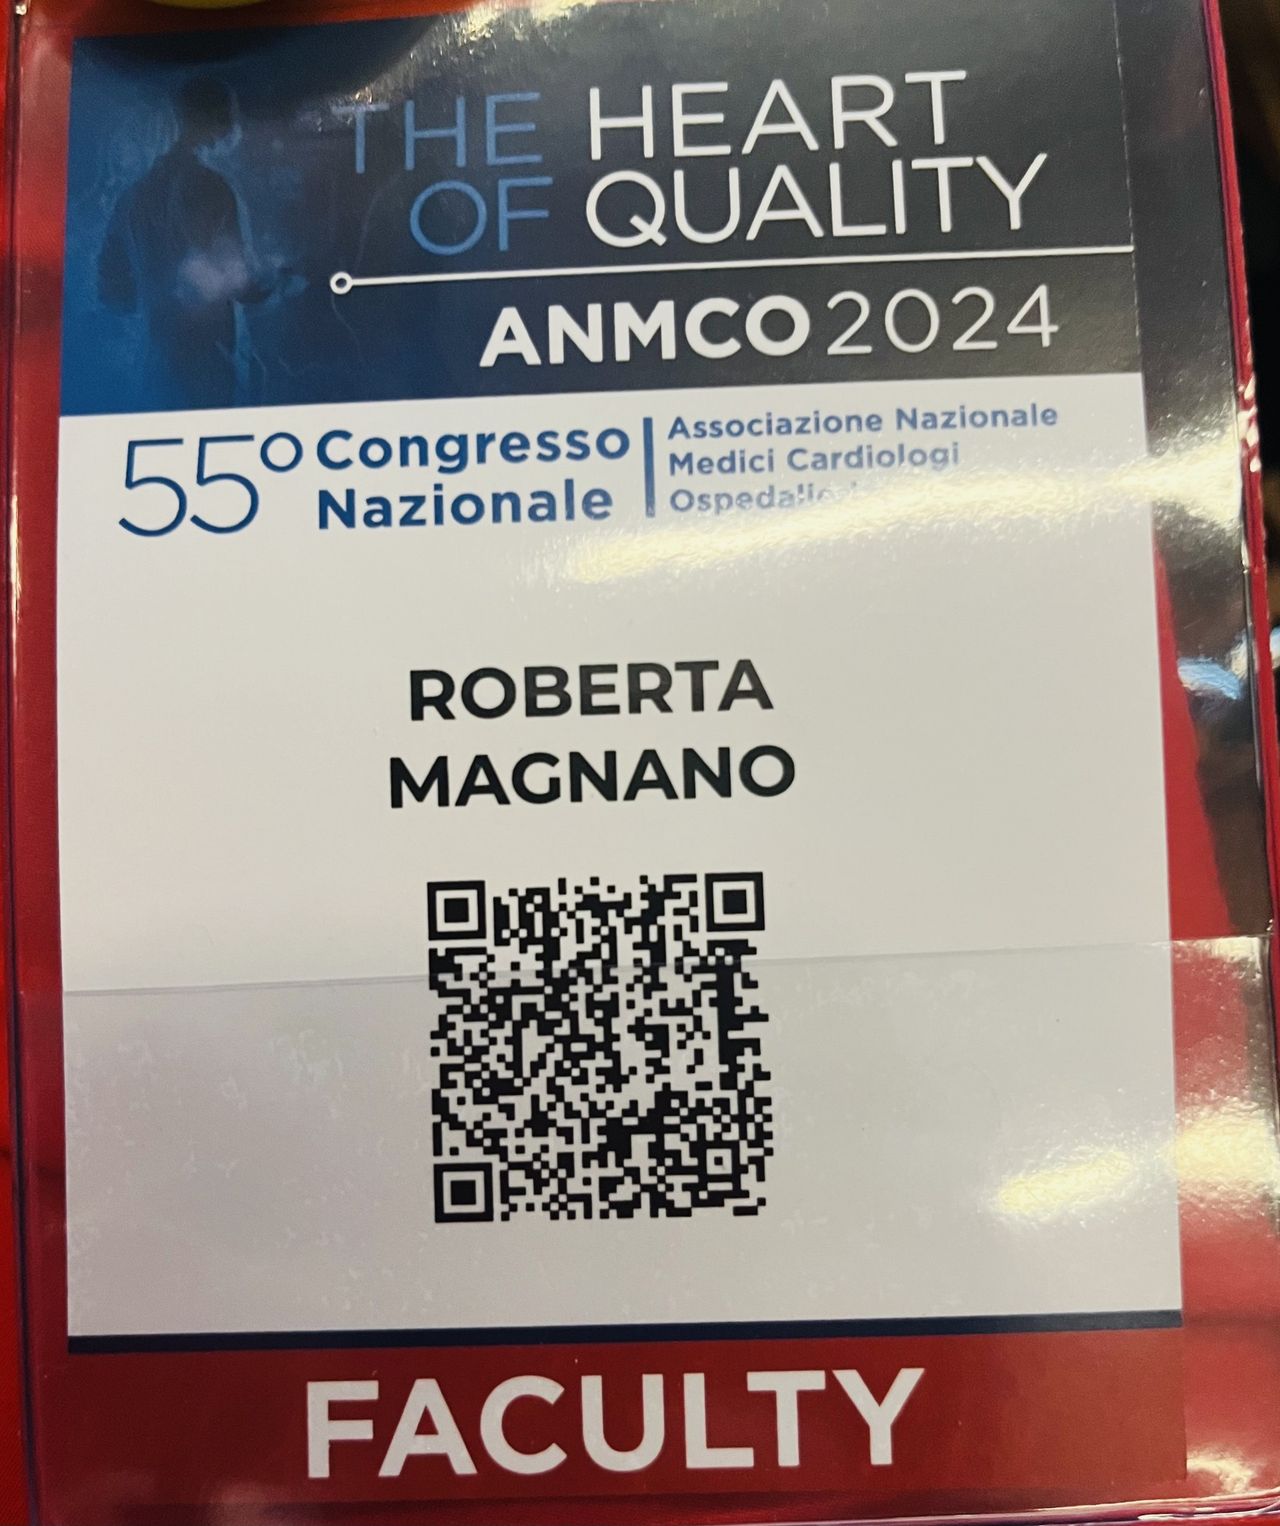 THE HEART
OF QUALITY
ANMCO 2024
55° Congresso
Nazionale
Associazione Nazionale
Medici Cardiologi
ROBERTA
MAGNANO
FACULTY